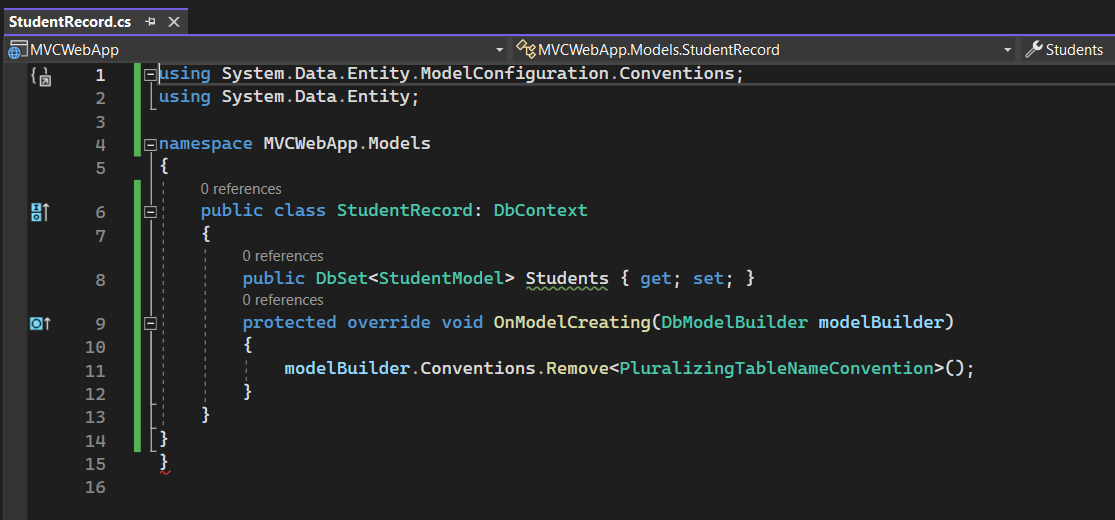 StudentRecord.cs
MVCWebApp MVCWebApp.Models.StudentRecord Students
1 using System.Data.Entity.ModelConfiguration.Conventions;
2 using System.Data.Entity;
3
4 namespace MVCWebApp.Models
5 {
0 references
6 public class StudentRecord: DbContext
7 {
0 references
8 public DbSet<StudentModel> Students { get; set; }
0 references
9 protected override void OnModelCreating(DbModelBuilder modelBuilder)
10 {
11 modelBuilder.Conventions.Remove<PluralizingTableNameConvention>();
12 }
13 }
14 }
15 }
16